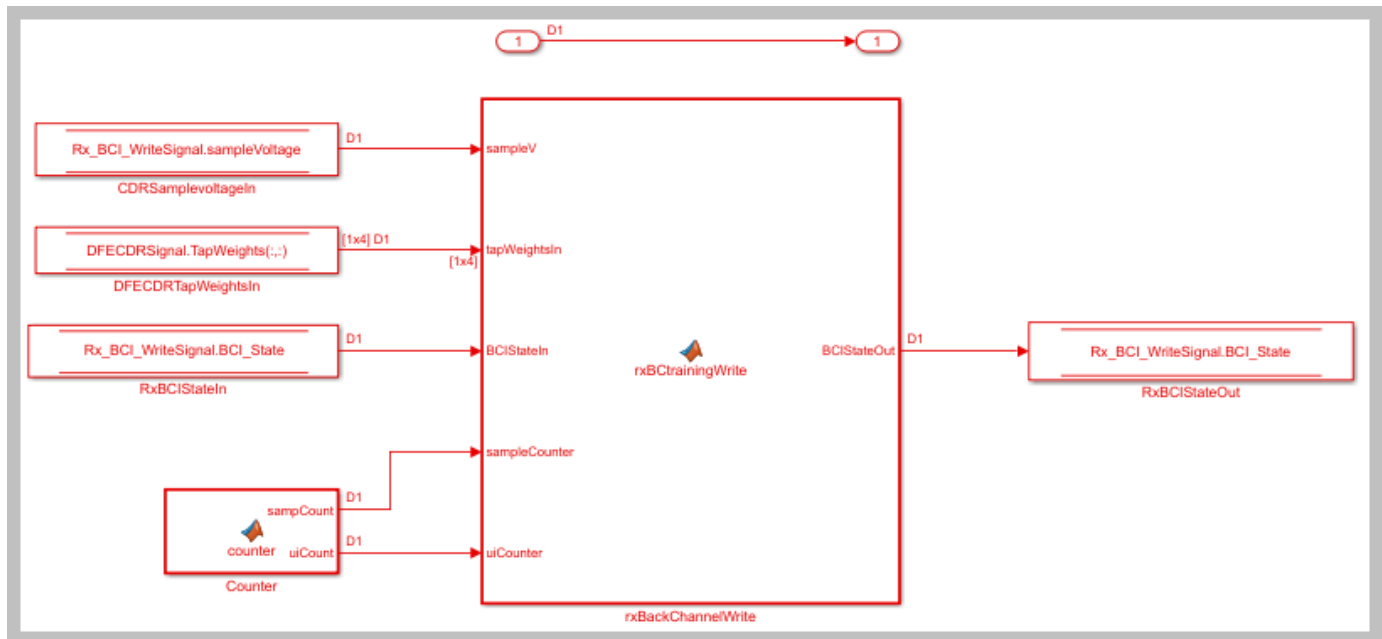 1
D1
1
Rx_BCI_WriteSignal.sampleVoltage
D1
CDRSamplevoltageIn
sampleV
DFECDRSignal.TapWeights(:,:)
[1x4] D1
[1x4]
DFECDRTapWeightsIn
tapWeightsIn
Rx_BCI_WriteSignal.BCI_State
D1
RxBCIStateIn
BCIStateIn
rxBCtrainingWrite
BCIStateOut
D1
Rx_BCI_WriteSignal.BCI_State
RxBCIStateOut
sampleCounter
sampCount
D1
counter
uiCount
D1
uiCounter
Counter
rxBackChannelWrite